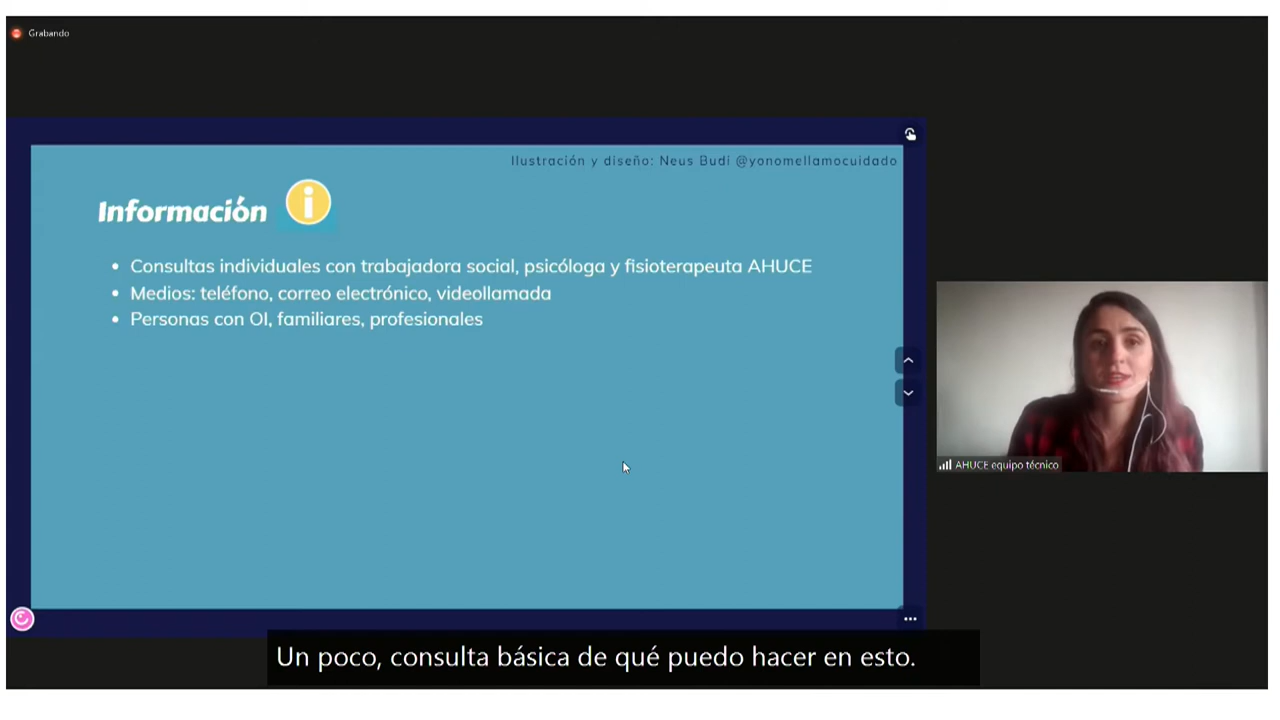 Grabando
Ilustración y diseño: Neus Budi @yonomellamocuidado
Información
• Consultas individuales con trabajadora social, psicóloga y fisioterapeuta AHUCE
• Medios: teléfono, correo electrónico, videollamada
• Personas con OI, familiares, profesionales
AHUCE equipo técnico
Un poco, consulta básica de qué puedo hacer en esto.